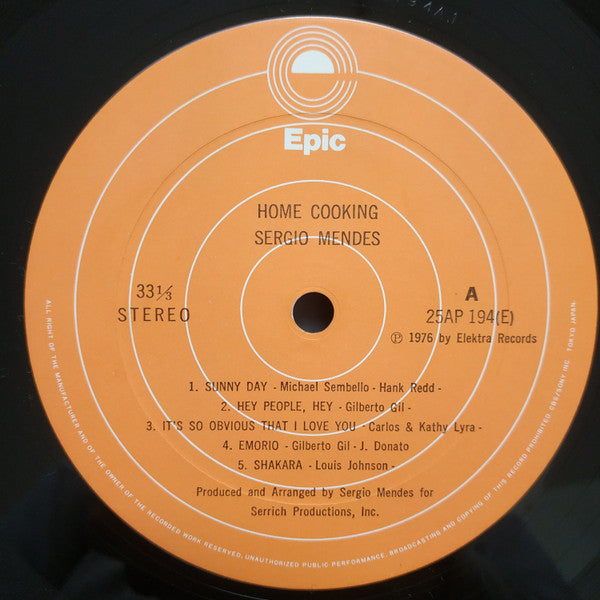 Epic
HOME COOKING
SERGIO MENDES
33⅓
STEREO
A
25AP 194(E)
Ⓟ 1976 by Elektra Records
1. SUNNY DAY - Michael Sembello - Hank Redd -
2. HEY PEOPLE, HEY - Gilberto Gil -
3. IT'S SO OBVIOUS THAT I LOVE YOU - Carlos & Kathy Lyra -
4. EMORIO - Gilberto Gil - J. Donato
5. SHAKARA - Louis Johnson -
Produced and Arranged by Sergio Mendes for
Serrich Productions, Inc.
ALL RIGHT OF THE MANUFACTURER AND OF THE OWNER OF THE RECORDED WORK RESERVED. UNAUTHORIZED PUBLIC PERFORMANCE, BROADCASTING AND COPYING OF THIS RECORD PROHIBITED. CBS/SONY INC. TOKYO JAPAN.